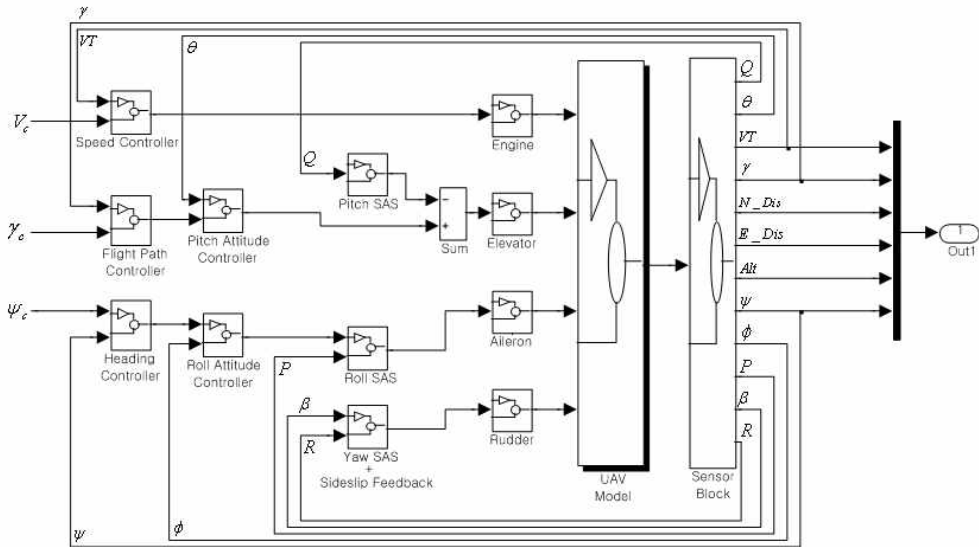 γ
VT
θ
Q
V_c
Speed Controller
Engine
Q
Pitch SAS
−
+
Sum
Elevator
γ_c
Flight Path
Controller
Pitch Attitude
Controller
ψ_c
Heading
Controller
Roll Attitude
Controller
P
Roll SAS
Aileron
β
R
Yaw SAS
+
Sideslip Feedback
Rudder
ψ
ϕ
UAV
Model
Sensor
Block
Q
θ
VT
γ
N_Dis
E_Dis
Alt
ψ
ϕ
P
β
R
1
Out1